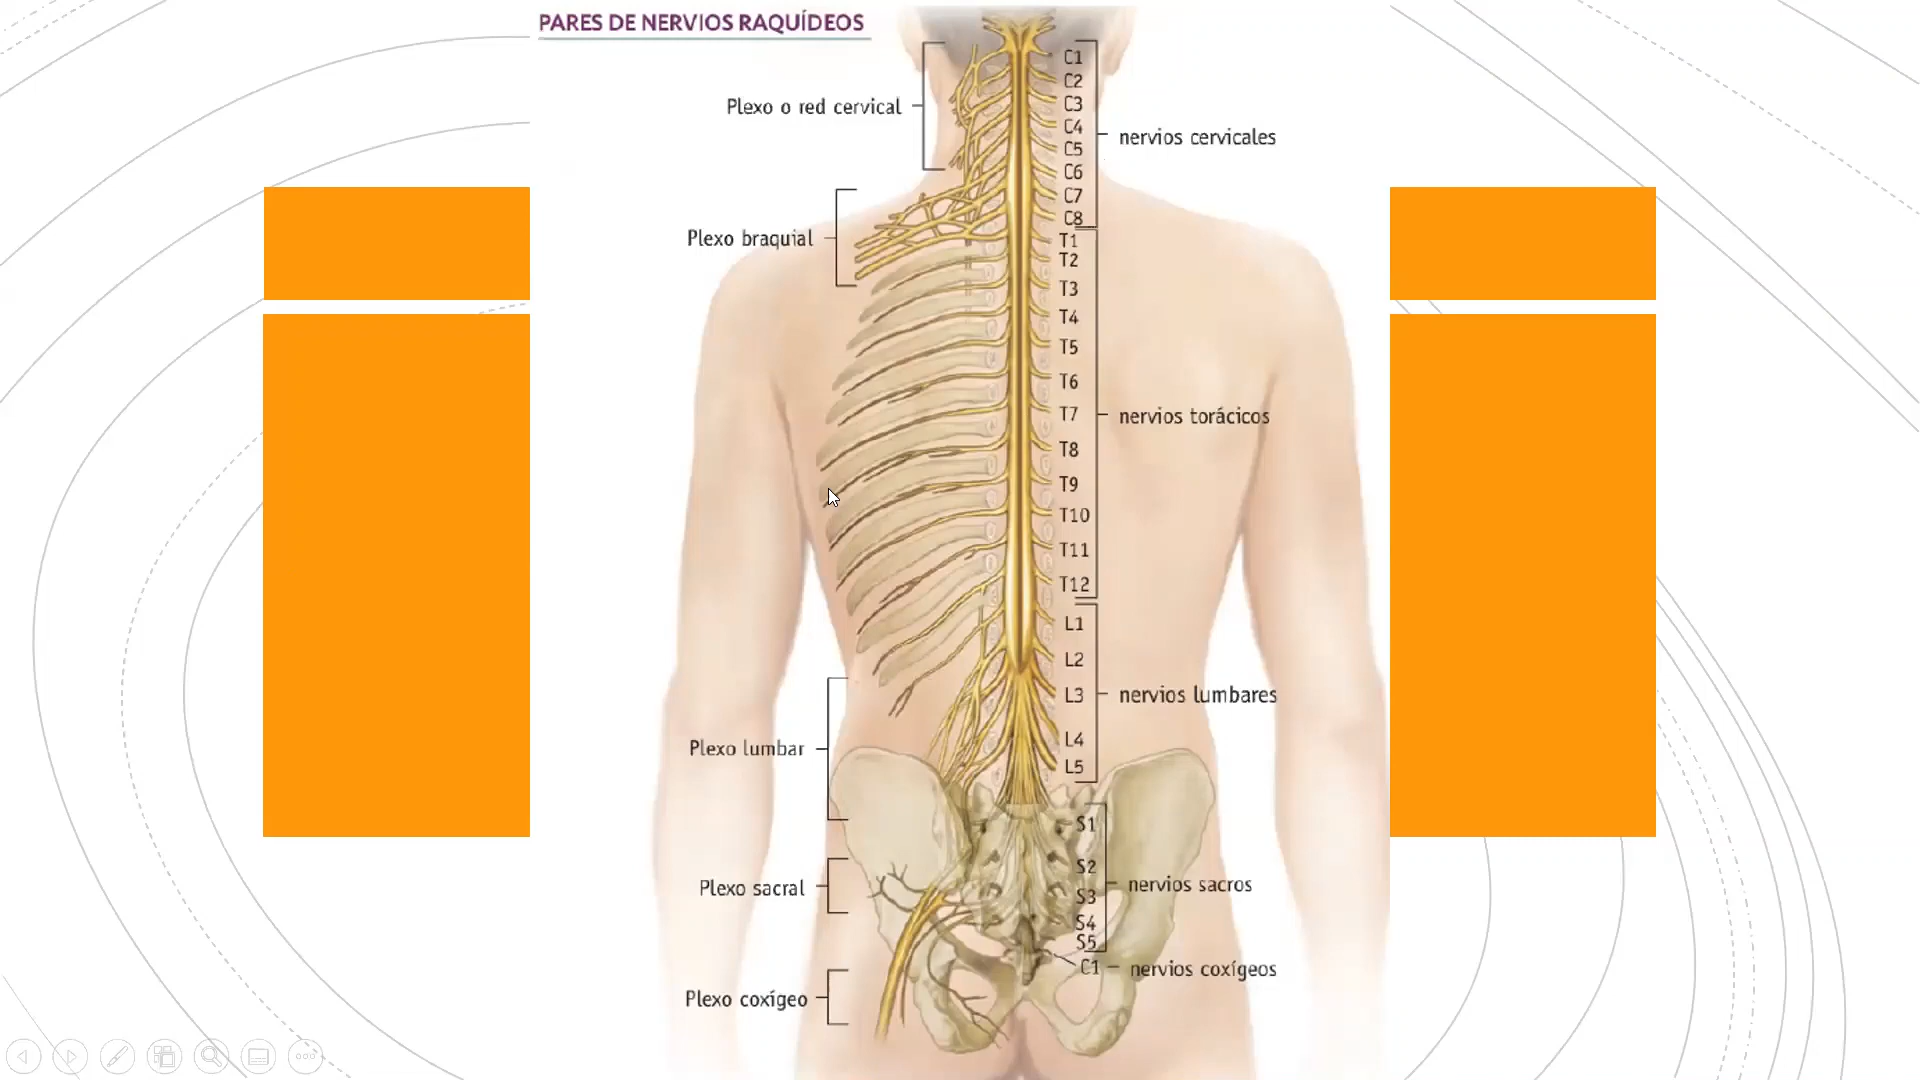 PARES DE NERVIOS RAQUÍDEOS
C1
C2
Plexo o red cervical
C3
C4
nervios cervicales
C5
C6
C7
C8
Plexo braquial
T1
T2
T3
T4
T5
T6
T7
nervios torácicos
T8
T9
T10
T11
T12
L1
L2
L3
nervios lumbares
L4
Plexo lumbar
L5
S1
S2
Plexo sacral
nervios sacros
S3
S4
S5
C1
nervios coxígeos
Plexo coxígeo